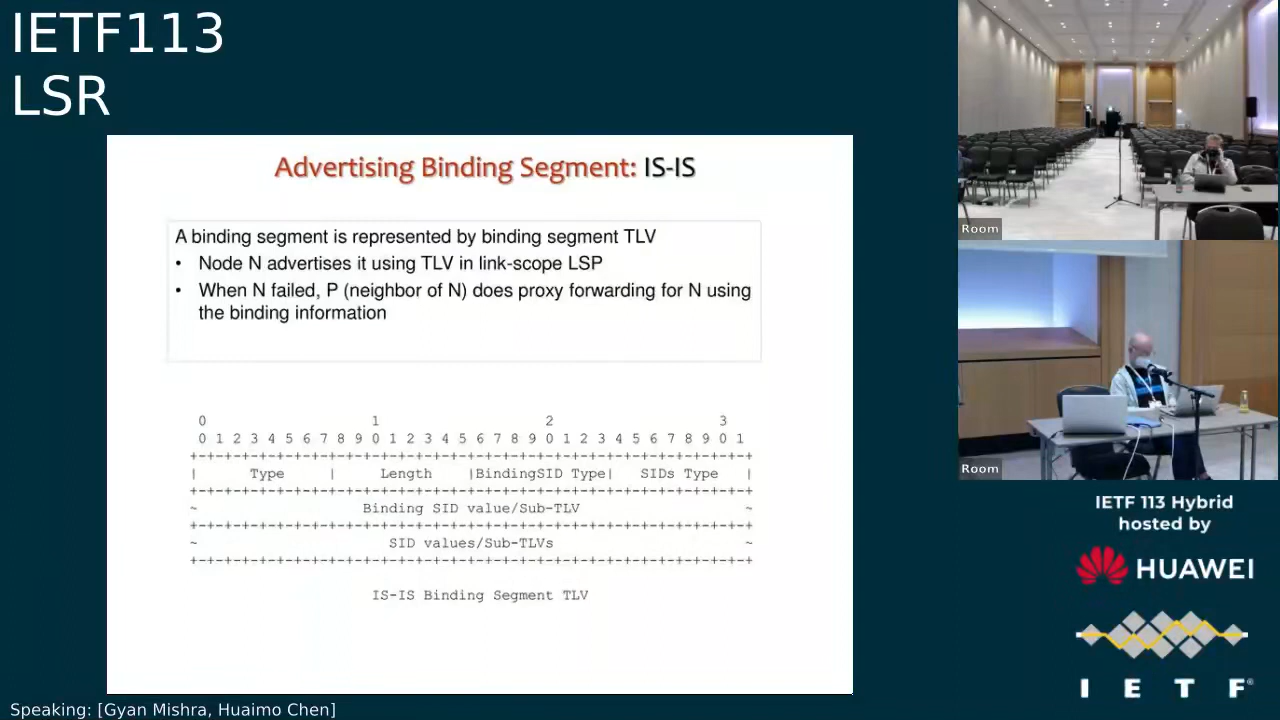 IETF113
LSR
Advertising Binding Segment: IS-IS
A binding segment is represented by binding segment TLV
• Node N advertises it using TLV in link-scope LSP
• When N failed, P (neighbor of N) does proxy forwarding for N using
the binding information
0 1 2 3
0 1 2 3 4 5 6 7 8 9 0 1 2 3 4 5 6 7 8 9 0 1 2 3 4 5 6 7 8 9 0 1
+-+-+-+-+-+-+-+-+-+-+-+-+-+-+-+-+-+-+-+-+-+-+-+-+-+-+-+-+-+-+-+-+
| Type | Length |BindingSID Type| SIDs Type |
+-+-+-+-+-+-+-+-+-+-+-+-+-+-+-+-+-+-+-+-+-+-+-+-+-+-+-+-+-+-+-+-+
~ Binding SID value/Sub-TLV ~
+-+-+-+-+-+-+-+-+-+-+-+-+-+-+-+-+-+-+-+-+-+-+-+-+-+-+-+-+-+-+-+-+
~ SID values/Sub-TLVs ~
+-+-+-+-+-+-+-+-+-+-+-+-+-+-+-+-+-+-+-+-+-+-+-+-+-+-+-+-+-+-+-+-+
IS-IS Binding Segment TLV
Room
Room
IETF 113 Hybrid
hosted by
HUAWEI
I E T F®
Speaking: [Gyan Mishra, Huaimo Chen]